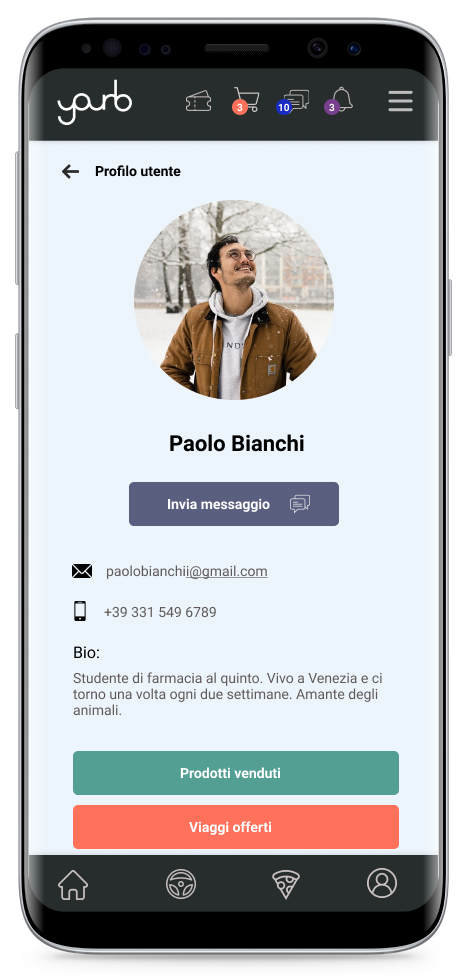 yourb
3
10
3
Profilo utente
ND
Paolo Bianchi
Invia messaggio
paolobianchii@gmail.com
+39 331 549 6789
Bio:
Studente di farmacia al quinto. Vivo a Venezia e ci
torno una volta ogni due settimane. Amante degli
animali.
Prodotti venduti
Viaggi offerti